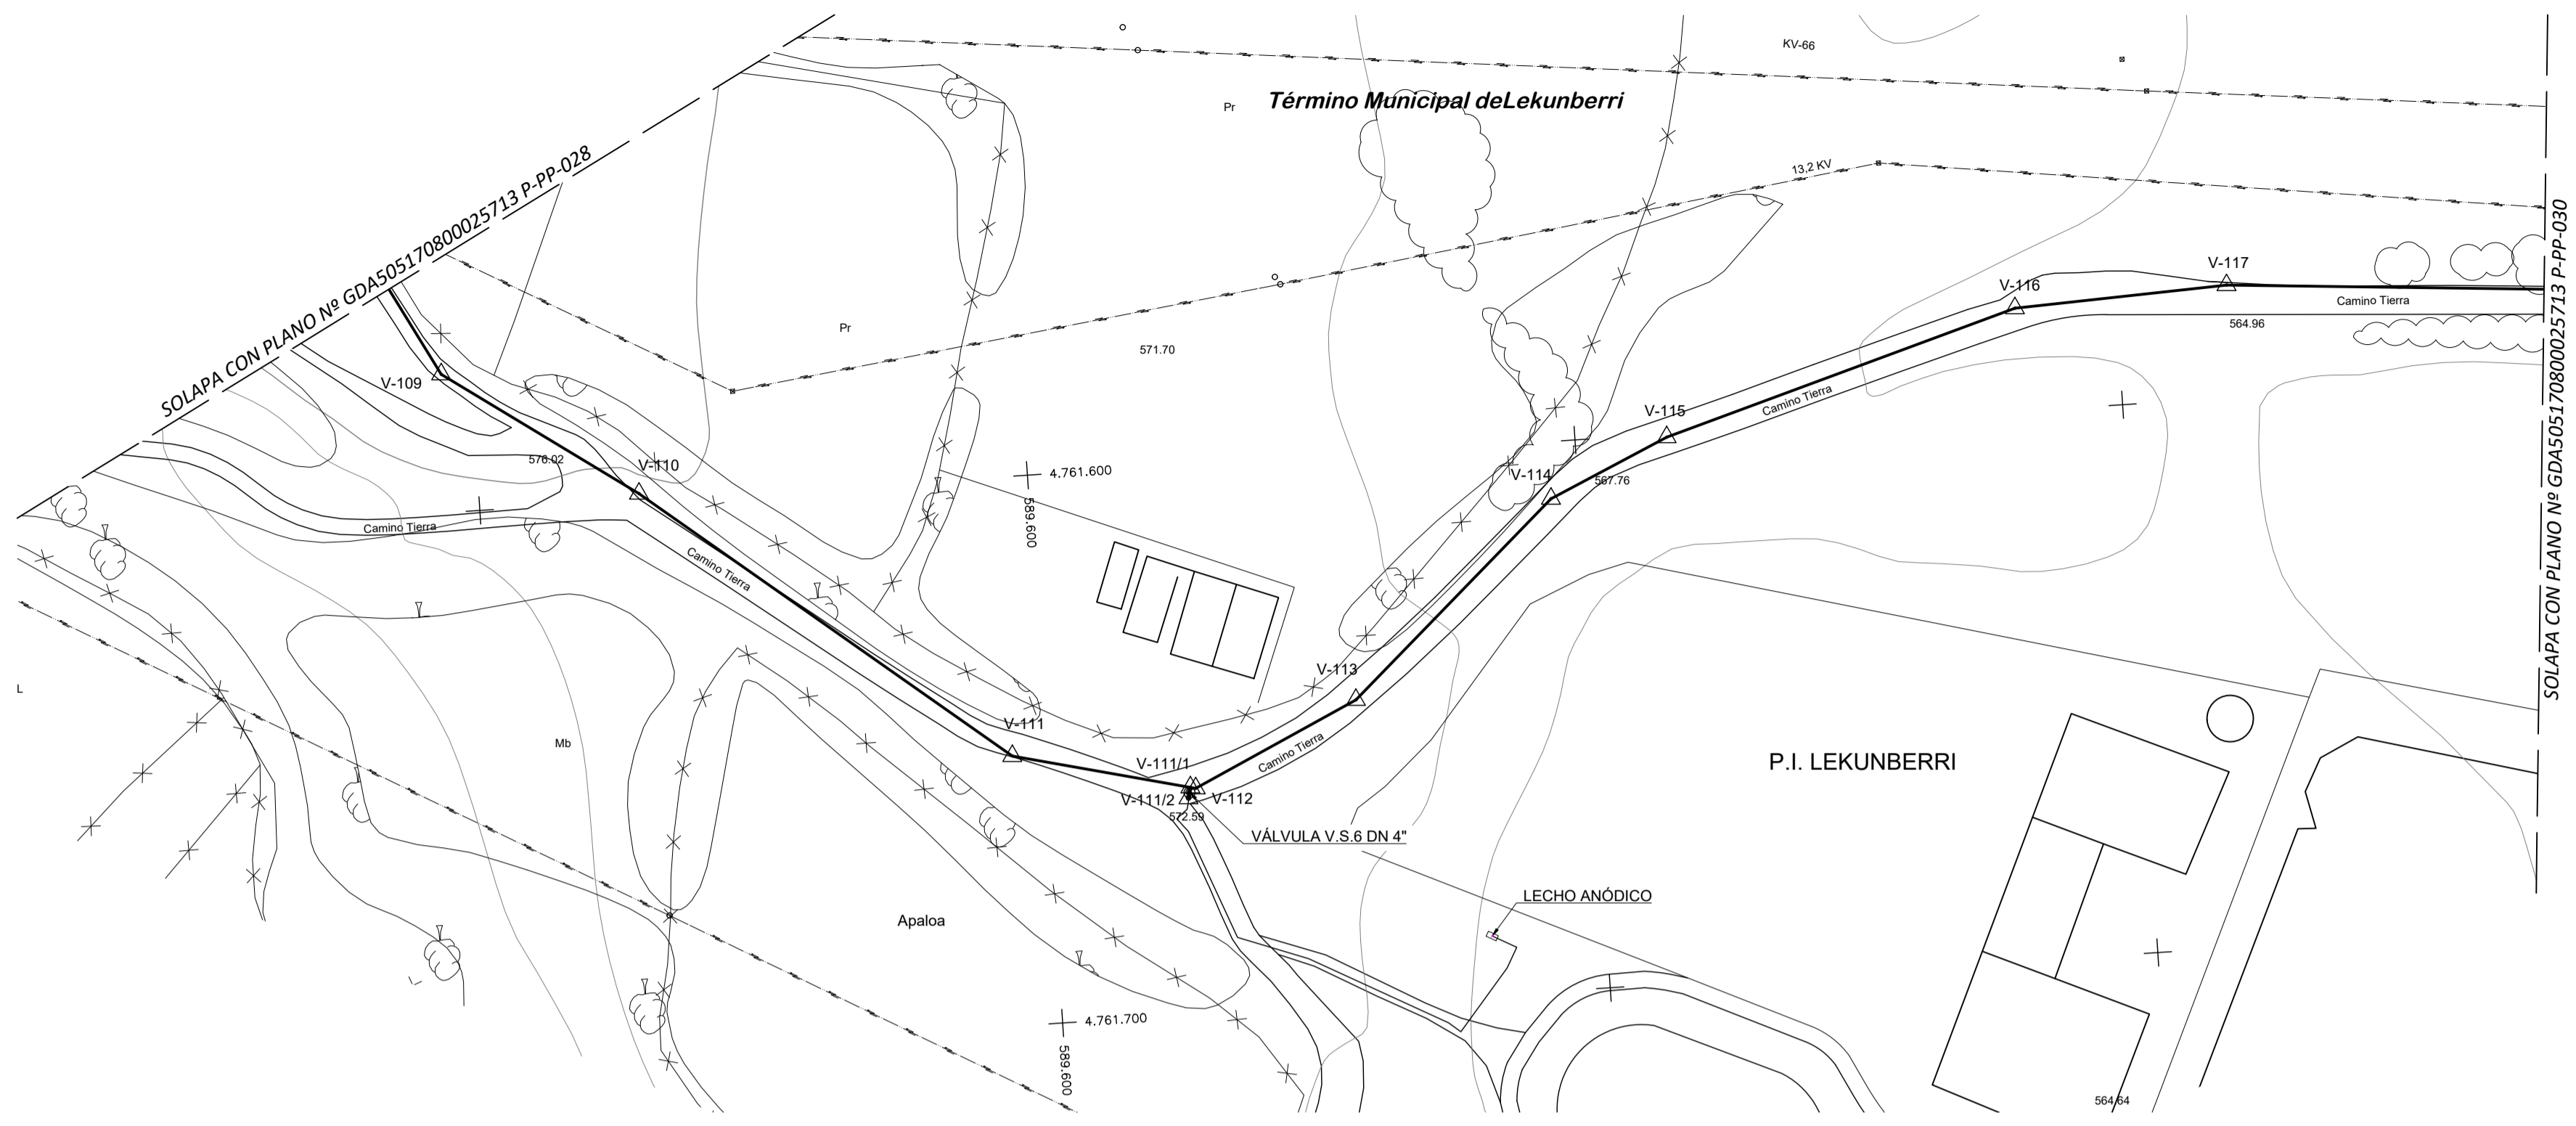 KV-66
Término Municipal deLekunberri
Pr
13,2 KV
SOLAPA CON PLANO Nº GDA505170800025713 P-PP-028
SOLAPA CON PLANO Nº GDA505170800025713 P-PP-030
V-117
V-116
Camino Tierra
564.96
Pr
571.70
V-109
Camino Tierra
V-115
576.02
V-110
4.761.600
589.600
V-114
567.76
Camino Tierra
Camino Tierra
V-113
L
V-111
Mb
Camino Tierra
V-111/1
P.I. LEKUNBERRI
V-111/2
V-112
572.59
VÁLVULA V.S.6 DN 4"
LECHO ANÓDICO
Apaloa
4.761.700
589.600
564.64